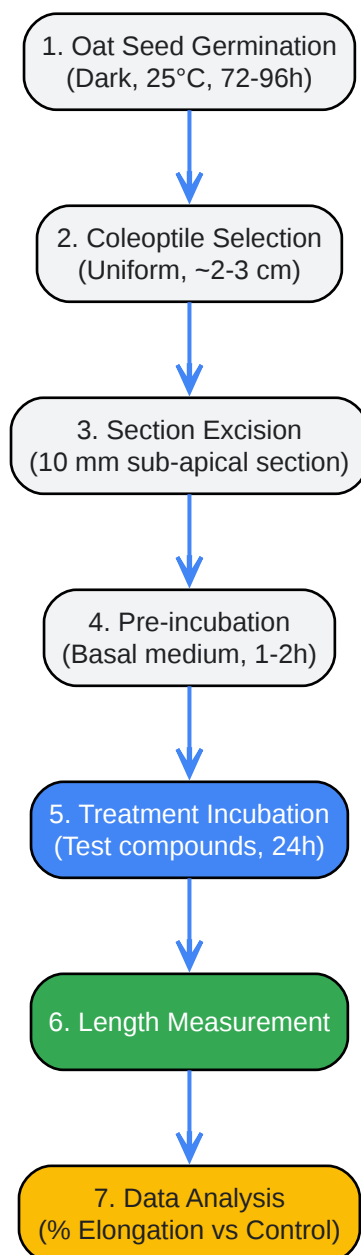 1. Oat Seed Germination
(Dark, 25°C, 72-96h)
2. Coleoptile Selection
(Uniform, ~2-3 cm)
3. Section Excision
(10 mm sub-apical section)
4. Pre-incubation
(Basal medium, 1-2h)
5. Treatment Incubation
(Test compounds, 24h)
6. Length Measurement
7. Data Analysis
(% Elongation vs Control)